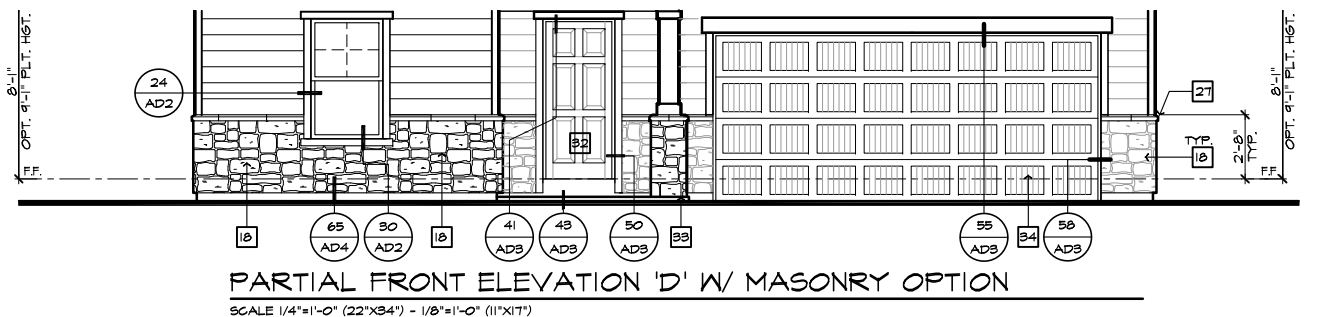 8'-1"
OPT. 9'-1" PLT. HGT.
F.F.
24
AD2
32
27
TYP.
18
2'-8"
TYP.
F.F.
8'-1"
OPT. 9'-1" PLT. HGT.
18
65
AD4
30
AD2
18
41
AD3
43
AD3
50
AD3
33
55
AD3
34
58
AD3
PARTIAL FRONT ELEVATION 'D' W/ MASONRY OPTION
SCALE 1/4"=1'-0" (22"X34") - 1/8"=1'-0" (11"X17")